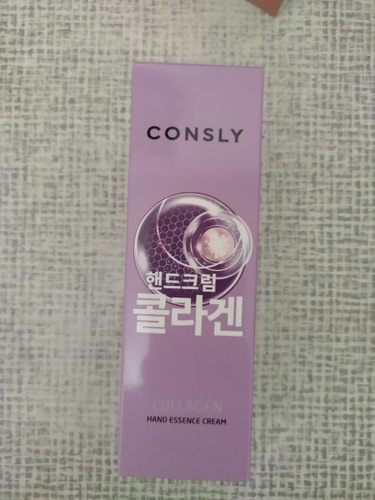 CONSLY
핸드크림
콜라겐
COLLAGEN
HAND ESSENCE CREAM